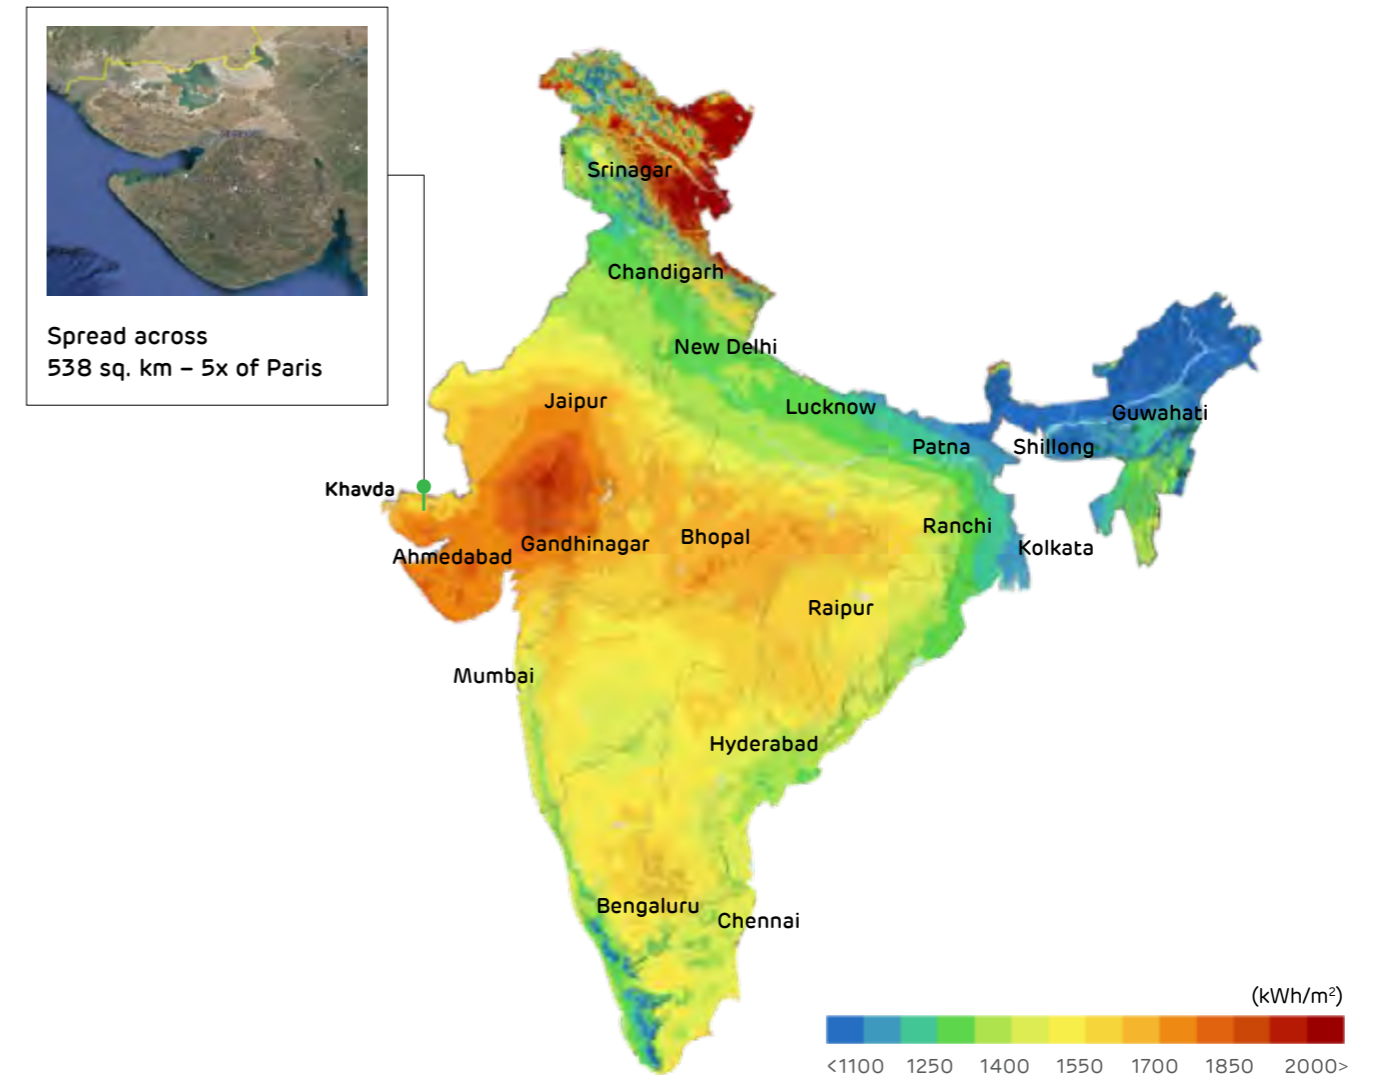 Spread across
538 sq. km – 5x of Paris
Srinagar
Chandigarh
New Delhi
Jaipur
Lucknow
Guwahati
Patna
Shillong
Khavda
Ranchi
Bhopal
Gandhinagar
Kolkata
Ahmedabad
Raipur
Mumbai
Hyderabad
Bengaluru
Chennai
(kWh/m²)
<1100 1250 1400 1550 1700 1850 2000>